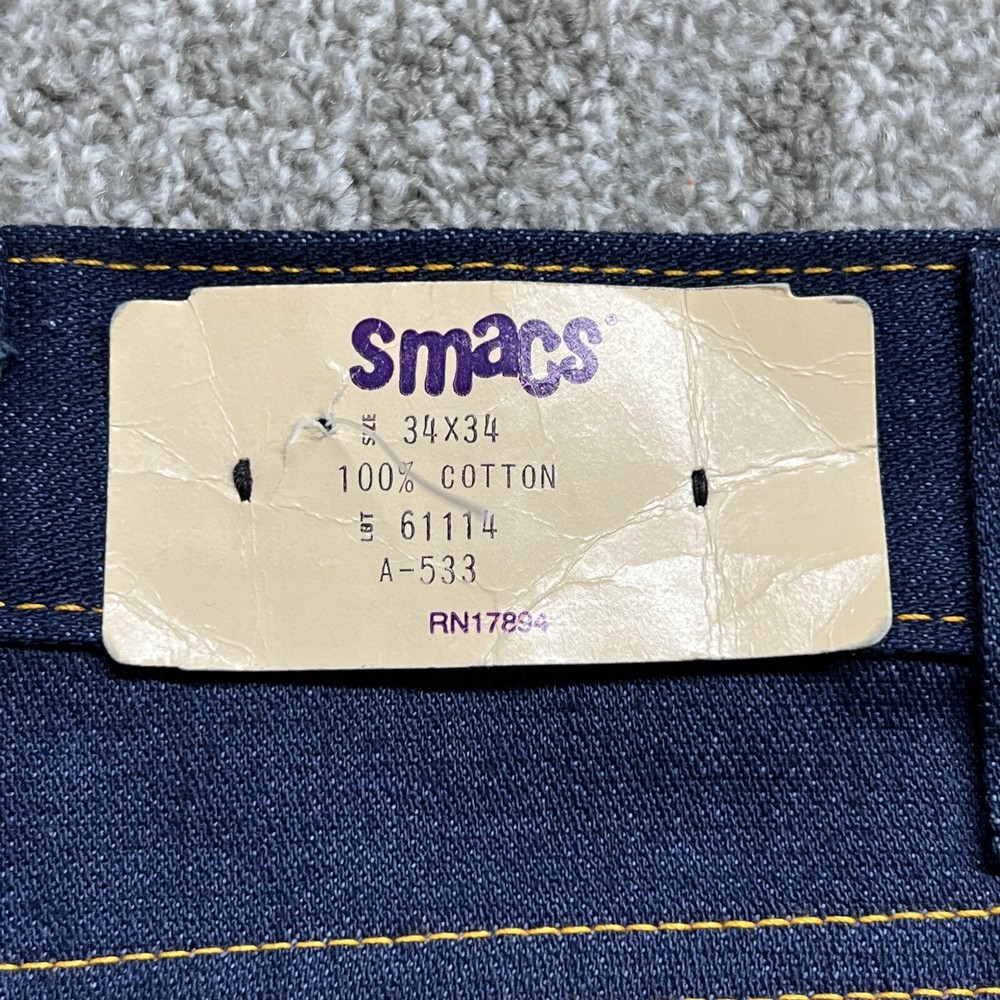 smacs®
SIZE 34X34
100% COTTON
LOT 61114
A-533
RN17894